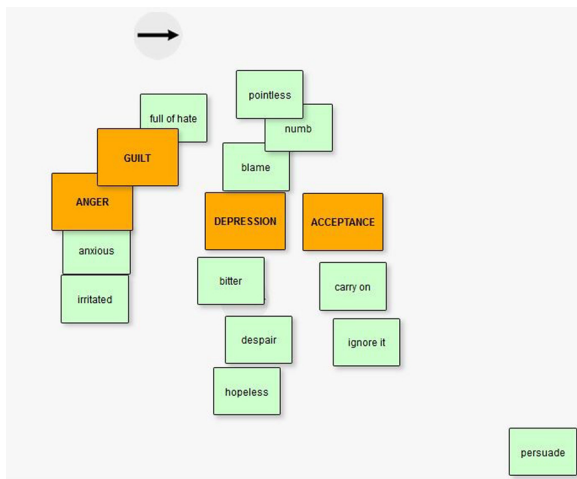 pointless
full of hate
numb
GUILT
blame
ANGER
DEPRESSION
ACCEPTANCE
anxious
bitter
carry on
irritated
despair
ignore it
hopeless
persuade